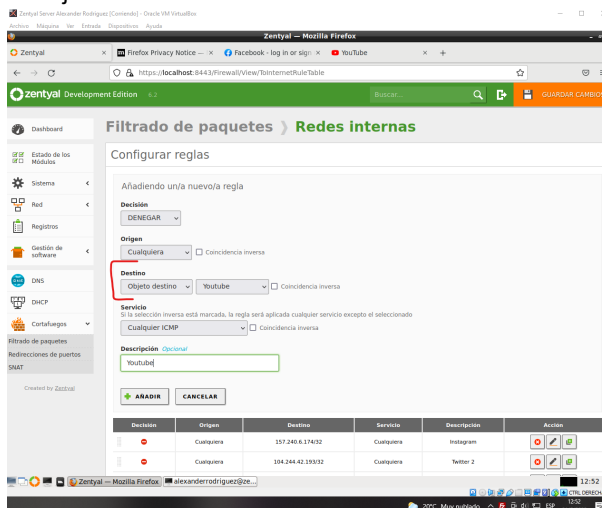 Zentyal Server Alexander Rodriguez [Corriendo] - Oracle VM VirtualBox
Archivo Máquina Ver Entrada Dispositivos Ayuda
Zentyal — Mozilla Firefox
Zentyal
Firefox Privacy Notice —
Facebook - log in or sign
YouTube
https://localhost:8443/Firewall/View/ToInternetRuleTable
zentyal Development Edition 6.2
Buscar...
GUARDAR CAMBIOS
Dashboard
Estado de los Módulos
Sistema
Red
Registros
Gestión de software
DNS
DHCP
Cortafuegos
Filtrado de paquetes
Redirecciones de puertos
SNAT
Created by Zentyal
Filtrado de paquetes 〉 Redes internas
Configurar reglas
Añadiendo un/a nuevo/a regla
Decisión
DENEGAR
Origen
Cualquiera
Coincidencia inversa
Destino
Objeto destino
Youtube
Coincidencia inversa
Servicio
Si la selección inversa está marcada, la regla será aplicada cualquier servicio excepto el seleccionado
Cualquier ICMP
Coincidencia inversa
Descripción Opcional
Youtube
+ AÑADIR
CANCELAR
Decisión Origen Destino Servicio Descripción Acción
Cualquiera 157.240.6.174/32 Cualquiera Instagram
Cualquiera 104.244.42.193/32 Cualquiera Twitter 2
Zentyal — Mozilla Firefox
alexanderrodriguez@ze...
12:52
CTRL DERECHA
20°C Muy nublado
ESP
12:52